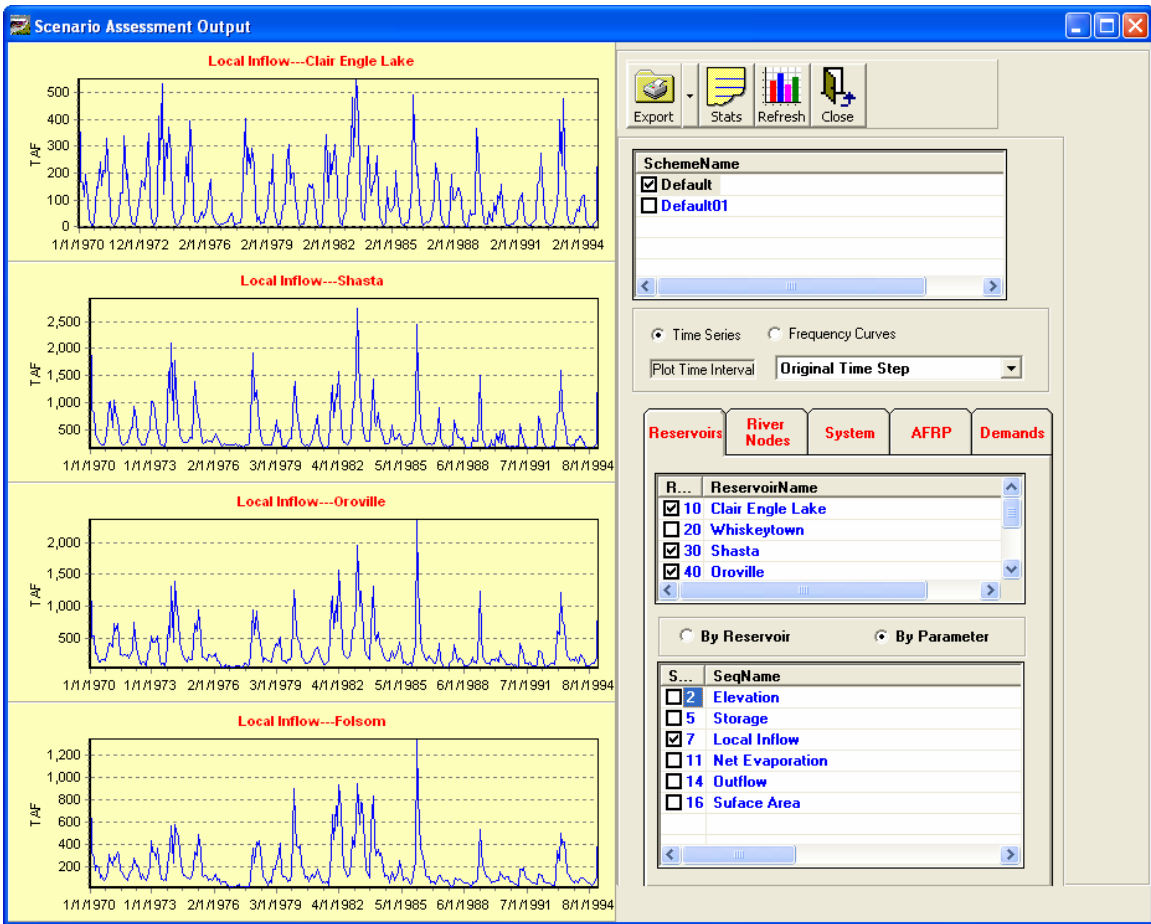 Scenario Assessment Output
Local Inflow---Clair Engle Lake
500
400
300
200
100
0
TAF
1/1/1970 12/1/1972 2/1/1976 2/1/1979 2/1/1982 2/1/1985 2/1/1988 2/1/1991 2/1/1994
Local Inflow---Shasta
2,500
2,000
1,500
1,000
500
TAF
1/1/1970 1/1/1973 2/1/1976 3/1/1979 4/1/1982 5/1/1985 6/1/1988 7/1/1991 8/1/1994
Local Inflow---Oroville
2,000
1,500
1,000
500
TAF
1/1/1970 1/1/1973 2/1/1976 3/1/1979 4/1/1982 5/1/1985 6/1/1988 7/1/1991 8/1/1994
Local Inflow---Folsom
1,200
1,000
800
600
400
200
TAF
1/1/1970 1/1/1973 2/1/1976 3/1/1979 4/1/1982 5/1/1985 6/1/1988 7/1/1991 8/1/1994
Export Stats Refresh Close
SchemeName
Default
Default01
Time Series Frequency Curves
Plot Time Interval Original Time Step
Reservoirs River Nodes System AFRP Demands
R... ReservoirName
10 Clair Engle Lake
20 Whiskeytown
30 Shasta
40 Oroville
By Reservoir By Parameter
S... SeqName
2 Elevation
5 Storage
7 Local Inflow
11 Net Evaporation
14 Outflow
16 Suface Area